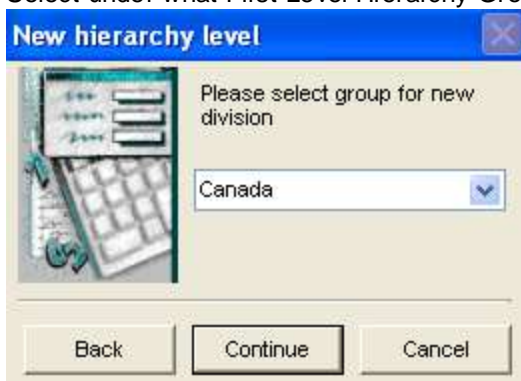 Select under what First Level Hierarchy Gro
New hierarchy level
Please select group for new
division
Canada
Back
Continue
Cancel